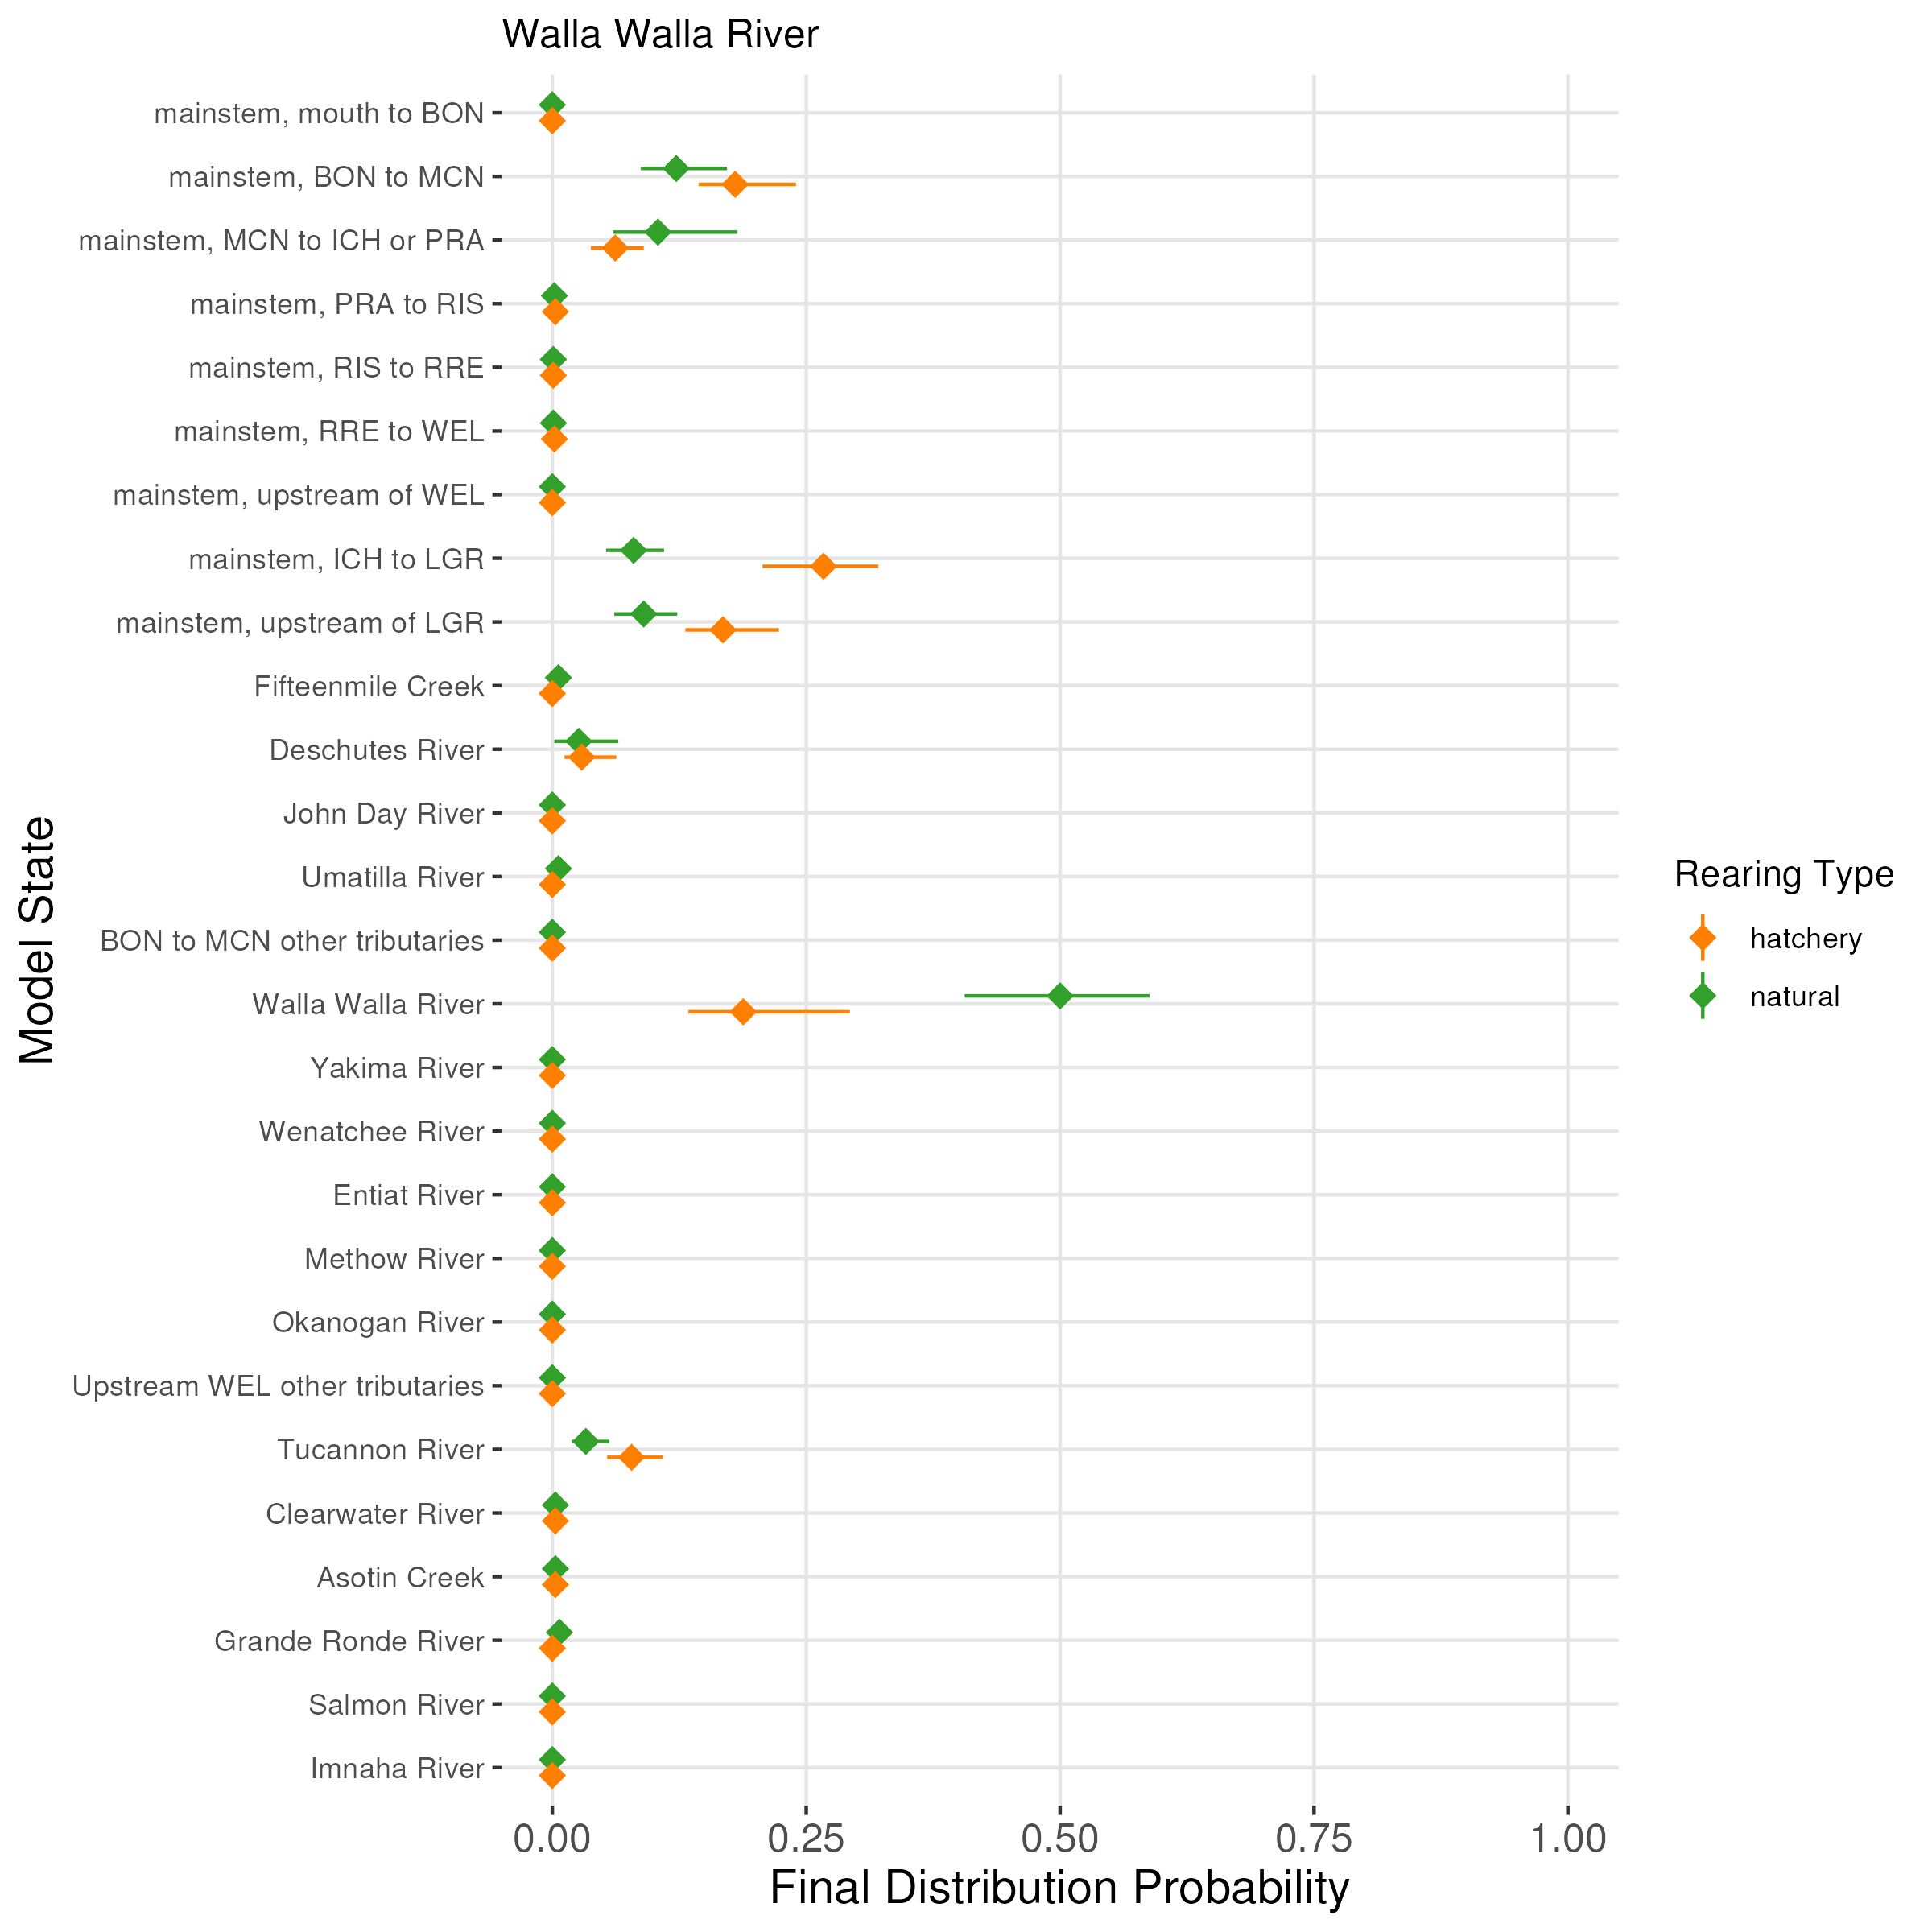 Walla Walla River
mainstem, mouth to BON
mainstem, BON to MCN
mainstem, MCN to ICH or PRA
mainstem, PRA to RIS
mainstem, RIS to RRE
mainstem, RRE to WEL
mainstem, upstream of WEL
mainstem, ICH to LGR
mainstem, upstream of LGR
Fifteenmile Creek
Deschutes River
John Day River
Umatilla River
BON to MCN other tributaries
Walla Walla River
Yakima River
Wenatchee River
Entiat River
Methow River
Okanogan River
Upstream WEL other tributaries
Tucannon River
Clearwater River
Asotin Creek
Grande Ronde River
Salmon River
Imnaha River
Model State
0.00 0.25 0.50 0.75 1.00
Final Distribution Probability
Rearing Type
hatchery
natural